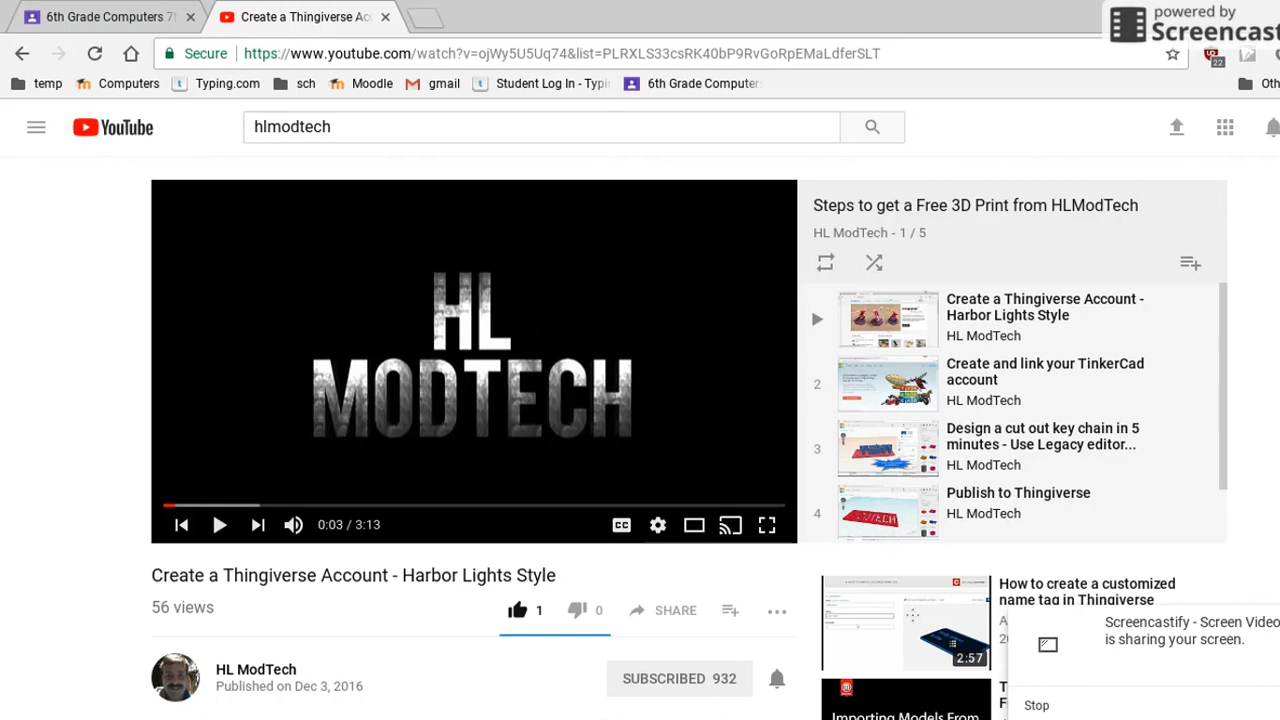 6th Grade Computers 7
Create a Thingiverse Ac
powered by
Screencast
Secure
https://www.youtube.com/watch?v=ojWy5U5Uq74&list=PLRXLS33csRK40bP9RvGoRpEMaLdferSLT
22
temp
Computers
Typing.com
sch
Moodle
gmail
Student Log In - Typi
6th Grade Computer
Oth
YouTube
hlmodtech
HL
MODTECH
0:03 / 3:13
CC
Steps to get a Free 3D Print from HLModTech
HL ModTech - 1 / 5
Create a Thingiverse Account -
Harbor Lights Style
HL ModTech
2
Create and link your TinkerCad
account
HL ModTech
3
Design a cut out key chain in 5
minutes - Use Legacy editor...
HL ModTech
4
Publish to Thingiverse
HL ModTech
Create a Thingiverse Account - Harbor Lights Style
56 views
1
0
SHARE
HL ModTech
Published on Dec 3, 2016
SUBSCRIBED 932
2:57
How to create a customized
name tag in Thingiverse
Importing Models From
Screencastify - Screen Video
is sharing your screen.
Stop